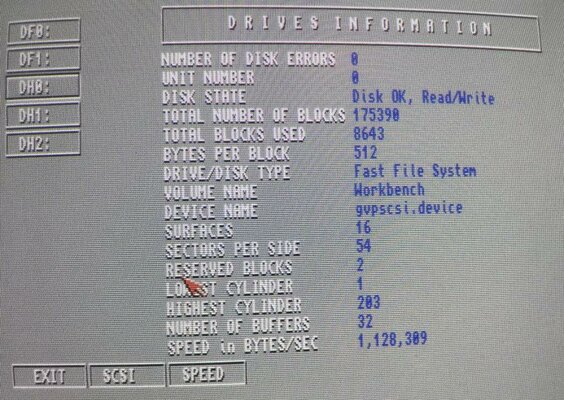 DRIVES INFORMATION
DF0:
DF1:
DH0:
DH1:
DH2:
NUMBER OF DISK ERRORS 0
UNIT NUMBER 0
DISK STATE Disk OK, Read/Write
TOTAL NUMBER OF BLOCKS 175390
TOTAL BLOCKS USED 8643
BYTES PER BLOCK 512
DRIVE/DISK TYPE Fast File System
VOLUME NAME Workbench
DEVICE NAME gvpscsi.device
SURFACES 16
SECTORS PER SIDE 54
RESERVED BLOCKS 2
LOWEST CYLINDER 1
HIGHEST CYLINDER 203
NUMBER OF BUFFERS 32
SPEED in BYTES/SEC 1,128,309
EXIT SCSI SPEED